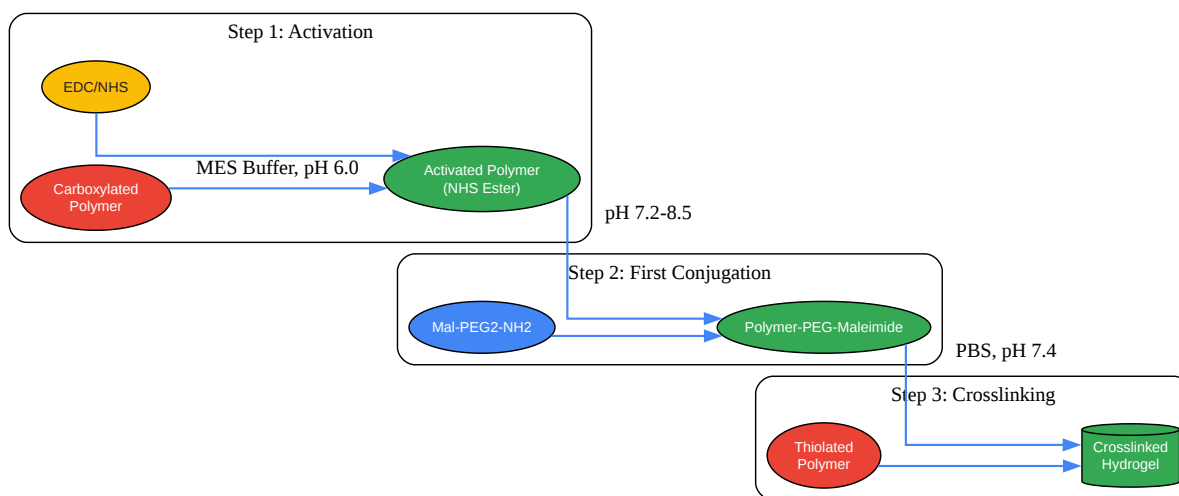 Step 1: Activation
EDC/NHS
MES Buffer, pH 6.0
Carboxylated
Polymer
Activated Polymer
(NHS Ester)
pH 7.2-8.5
Step 2: First Conjugation
Mal-PEG2-NH2
Polymer-PEG-Maleimide
PBS, pH 7.4
Step 3: Crosslinking
Thiolated
Polymer
Crosslinked
Hydrogel